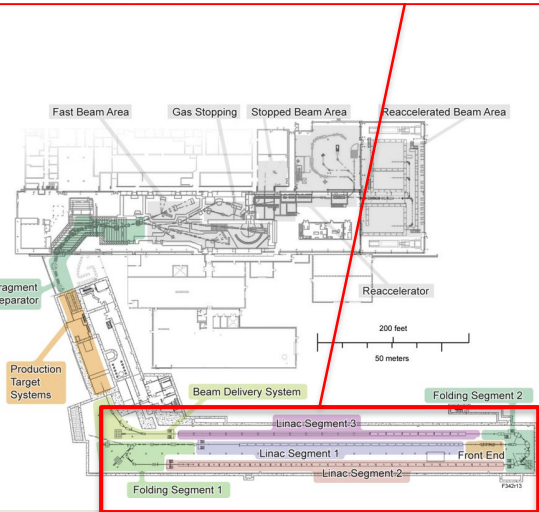 Fast Beam Area
Gas Stopping
Stopped Beam Area
Reaccelerated Beam Area
ragment
eparator
Reaccelerator
200 feet
50 meters
Production
Target
Systems
Beam Delivery System
Folding Segment 2
Linac Segment 3
Linac Segment 1
Front End
Linac Segment 2
Folding Segment 1